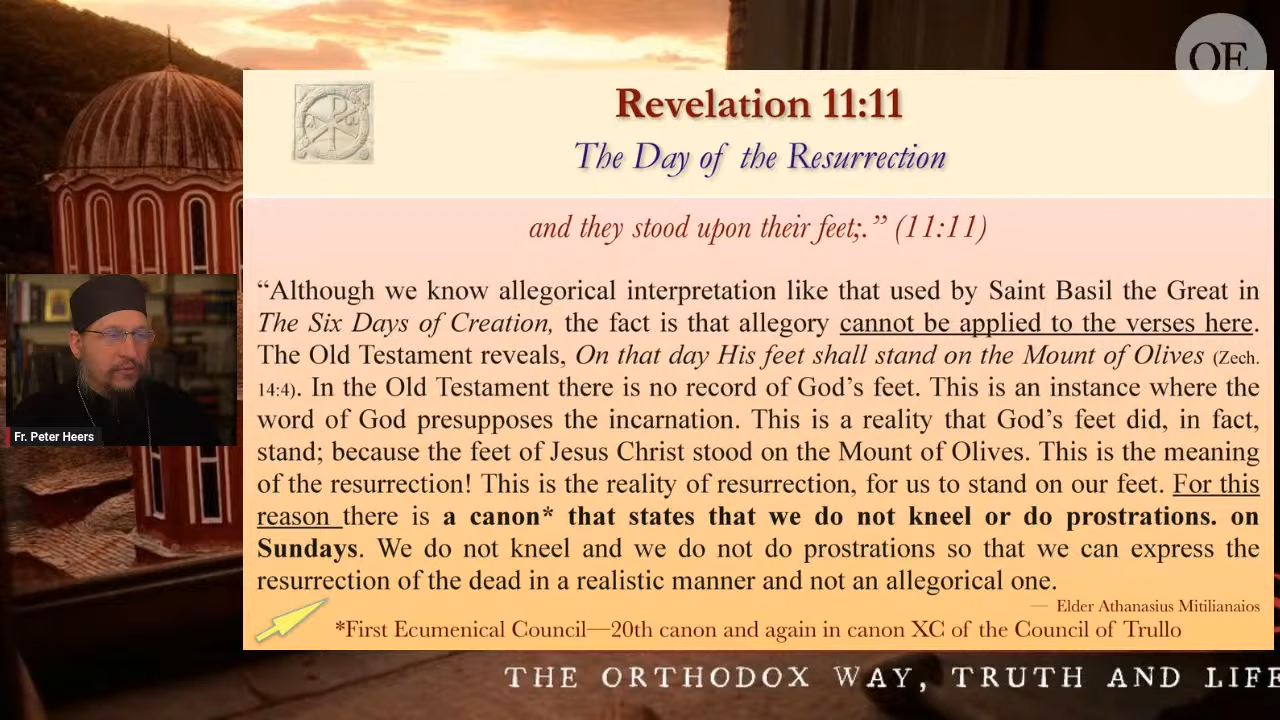 OE
Revelation 11:11
The Day of the Resurrection
and they stood upon their feet;.” (11:11)
“Although we know allegorical interpretation like that used by Saint Basil the Great in
The Six Days of Creation, the fact is that allegory cannot be applied to the verses here.
The Old Testament reveals, On that day His feet shall stand on the Mount of Olives (Zech.
14:4). In the Old Testament there is no record of God’s feet. This is an instance where the
word of God presupposes the incarnation. This is a reality that God’s feet did, in fact,
stand; because the feet of Jesus Christ stood on the Mount of Olives. This is the meaning
of the resurrection! This is the reality of resurrection, for us to stand on our feet. For this
reason there is a canon* that states that we do not kneel or do prostrations. on
Sundays. We do not kneel and we do not do prostrations so that we can express the
resurrection of the dead in a realistic manner and not an allegorical one.
— Elder Athanasius Mitilianaios
*First Ecumenical Council—20th canon and again in canon XC of the Council of Trullo
Fr. Peter Heers
THE ORTHODOX WAY, TRUTH AND LIFE